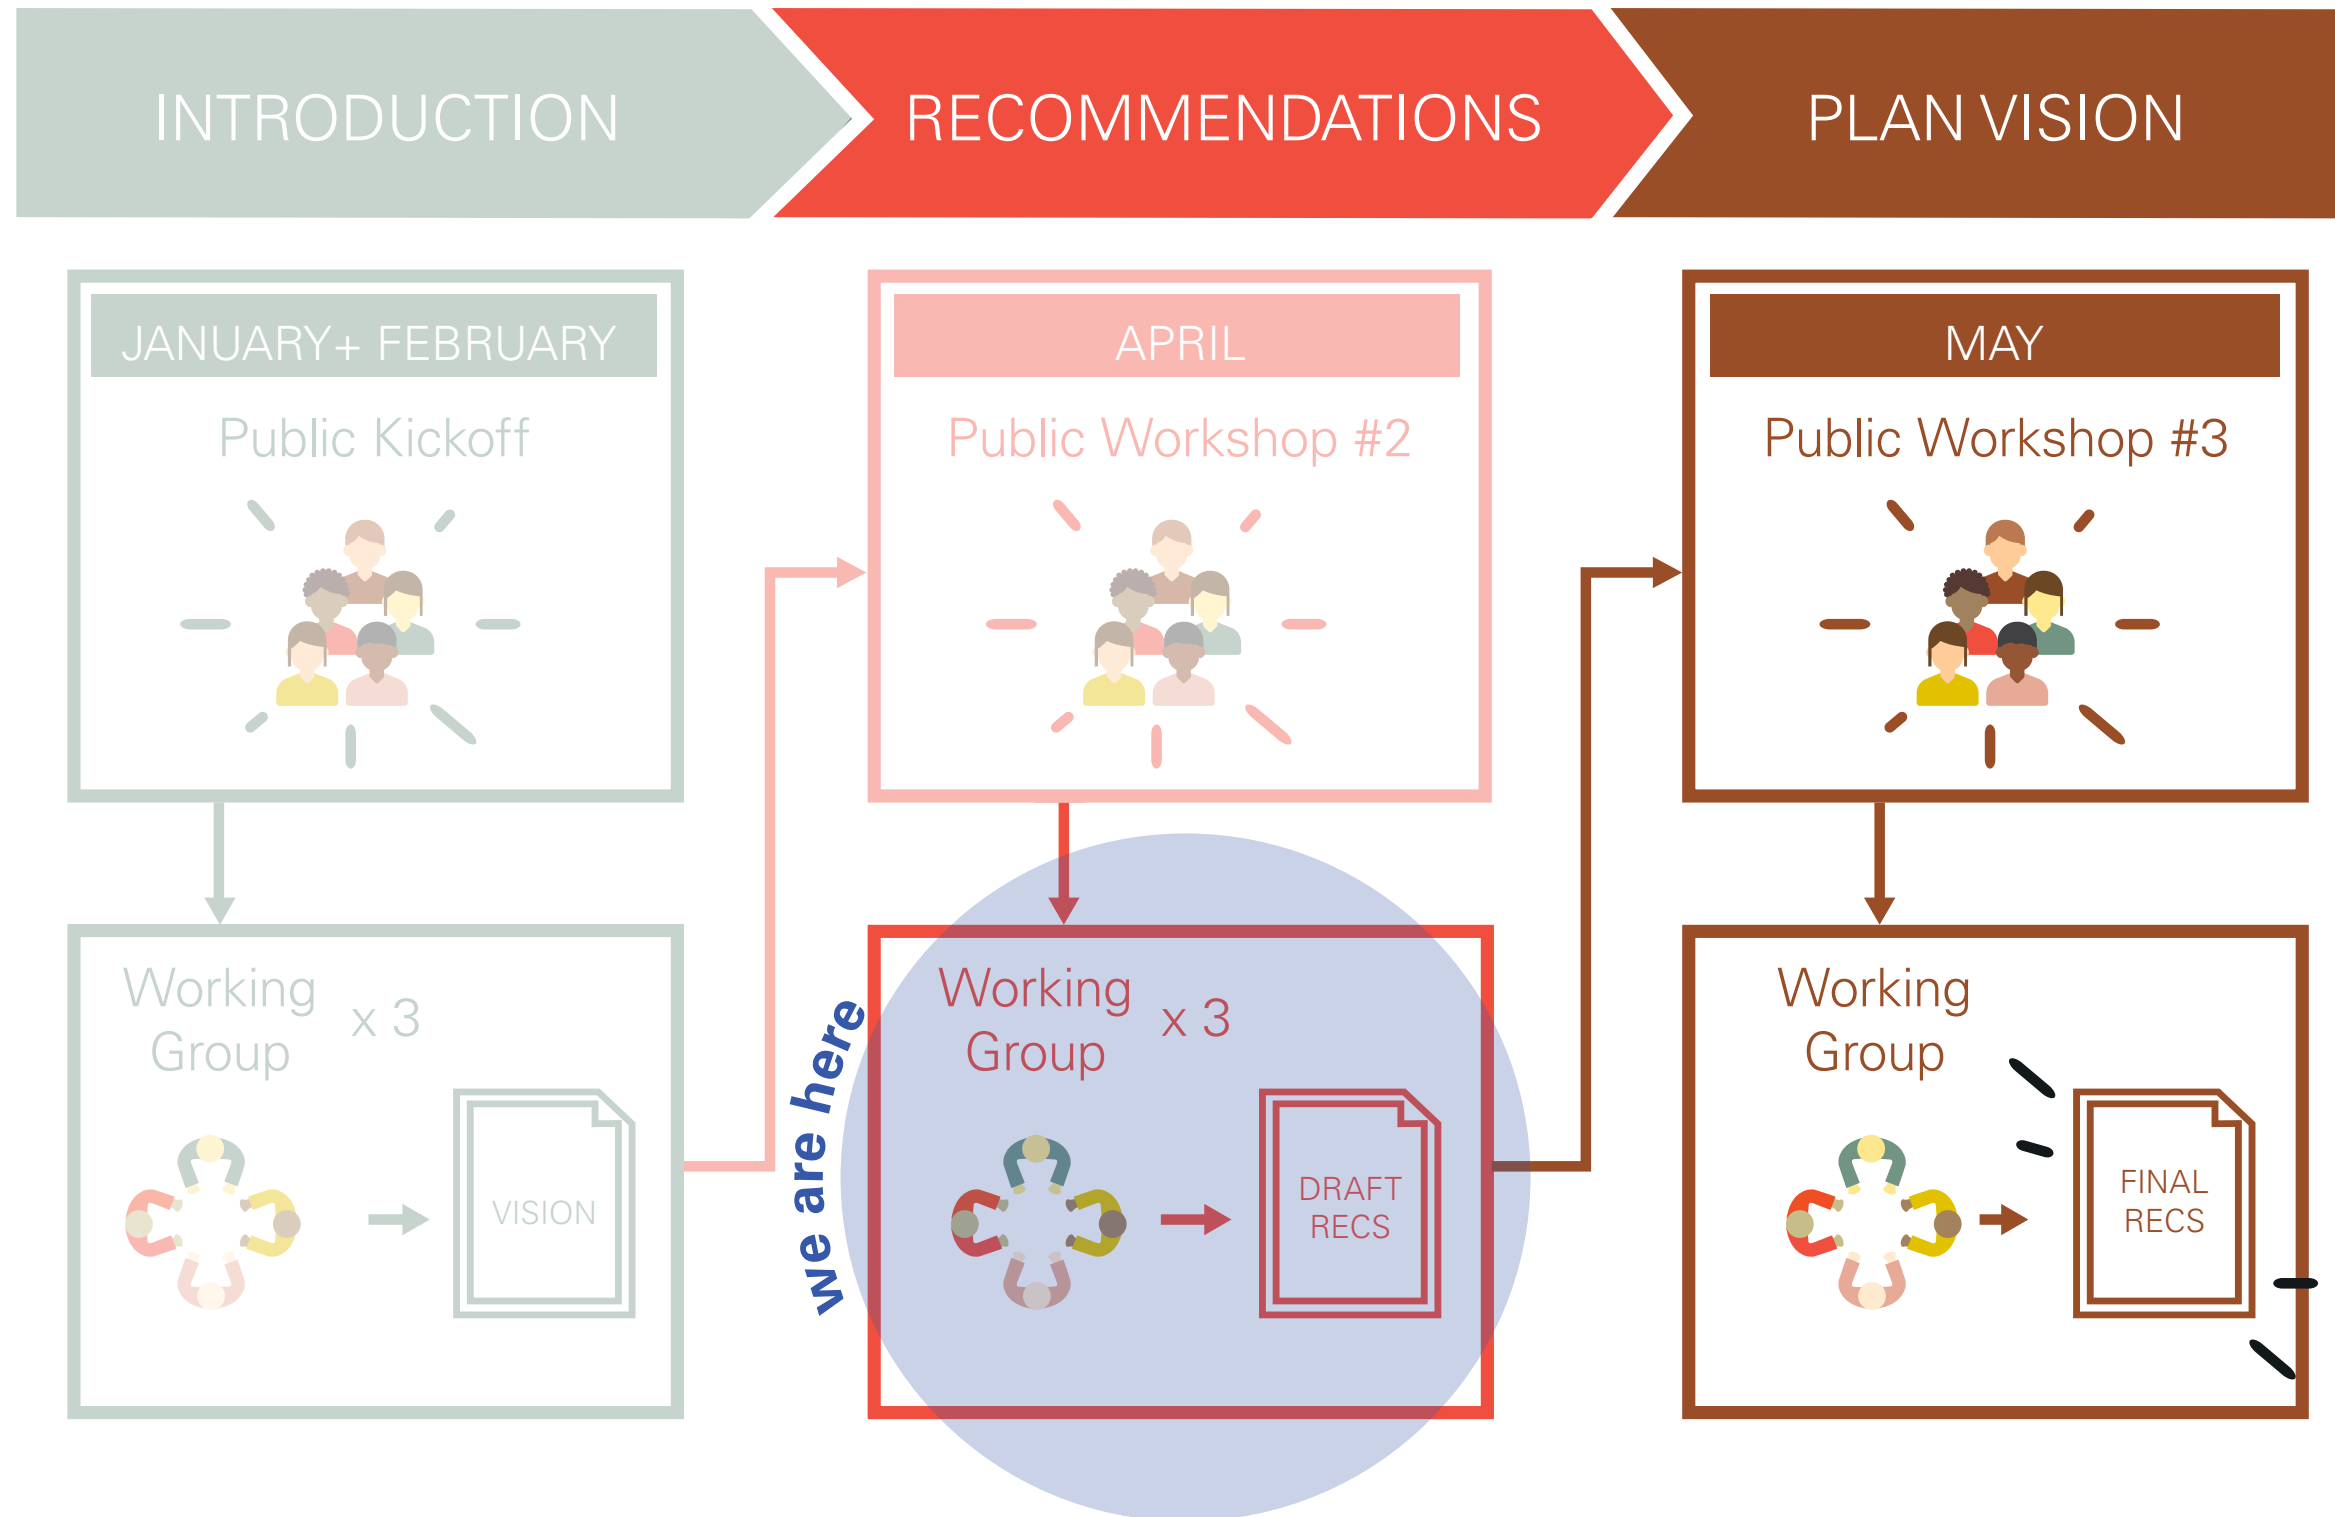 INTRODUCTION
RECOMMENDATIONS
PLAN VISION
JANUARY+ FEBRUARY
Public Kickoff
APRIL
Public Workshop #2
MAY
Public Workshop #3
Working
Group
x 3
VISION
we are here
Working
Group
x 3
DRAFT
RECS
Working
Group
FINAL
RECS